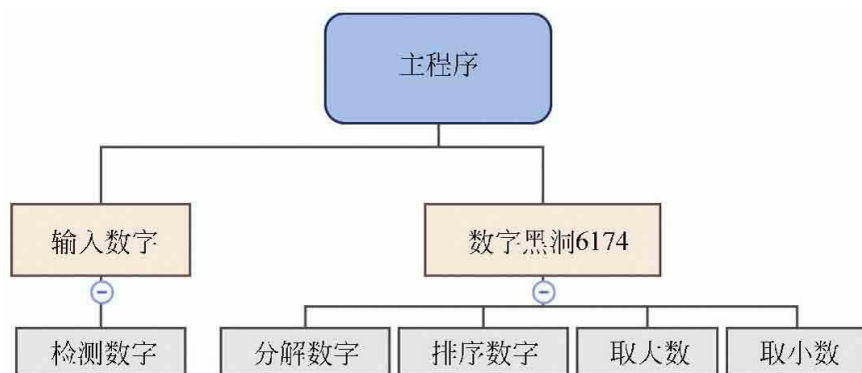 主程序
输入数字
数字黑洞6174
检测数字
分解数字
排序数字
取大数
取小数